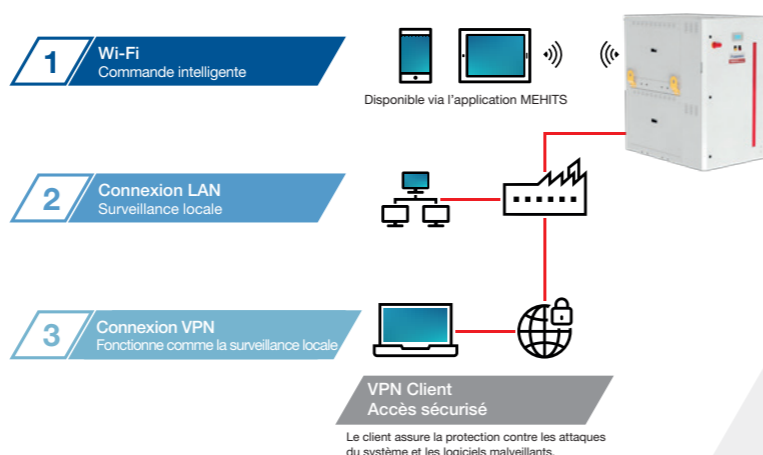 1
Wi-Fi
Commande intelligente
Disponible via l'application MEHITS
2
Connexion LAN
Surveillance locale
3
Connexion VPN
Fonctionne comme la surveillance locale
VPN Client
Accès sécurisé
Le client assure la protection contre les attaques
du système et les logiciels malveillants.